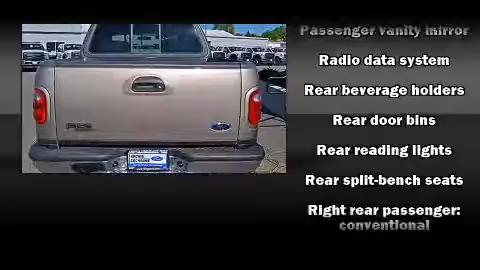 Passenger vanity mirror
Radio data system
Rear beverage holders
Rear door bins
Rear reading lights
Rear split-bench seats
Right rear passenger:
conventional
Ford